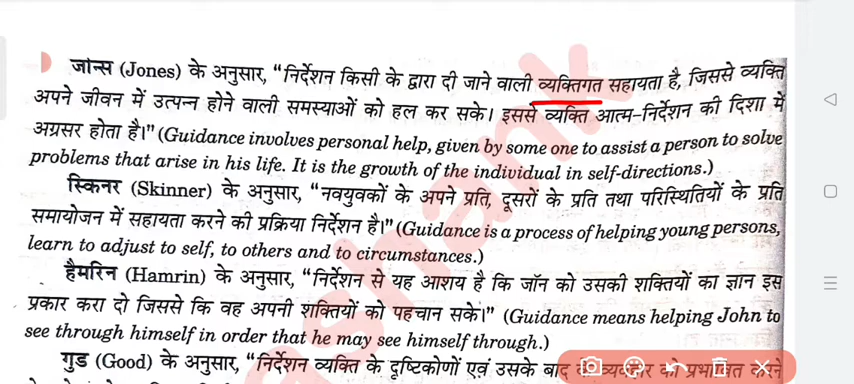 जोन्स (Jones) के अनुसार, “निर्देशन किसी के द्वारा दी जाने वाली व्यक्तिगत सहायता है, जिससे व्यक्ति
अपने जीवन में उत्पन्न होने वाली समस्याओं को हल कर सके। इससे व्यक्ति आत्म-निर्देशन की दिशा में
अग्रसर होता है।” (Guidance involves personal help, given by some one to assist a person to solve
problems that arise in his life. It is the growth of the individual in self-directions.)
स्किनर (Skinner) के अनुसार, “नवयुवकों के अपने प्रति, दूसरों के प्रति तथा परिस्थितियों के प्रति
समायोजन में सहायता करने की प्रक्रिया निर्देशन है।” (Guidance is a process of helping young persons,
learn to adjust to self, to others and to circumstances.)
हैमरिन (Hamrin) के अनुसार, “निर्देशन से यह आशय है कि जॉन को उसकी शक्तियों का ज्ञान इस
प्रकार करा दो जिससे कि वह अपनी शक्तियों को पहचान सके।” (Guidance means helping John to
see through himself in order that he may see himself through.)
गुड (Good) के अनुसार, “निर्देशन व्यक्ति के दृष्टिकोणों एवं उसके बाद